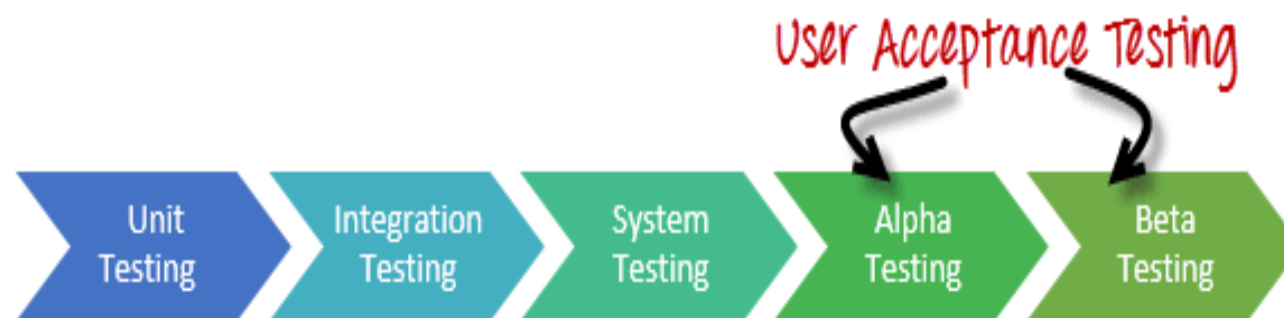 User Acceptance Testing
Unit
Testing
Integration
Testing
System
Testing
Alpha
Testing
Beta
Testing